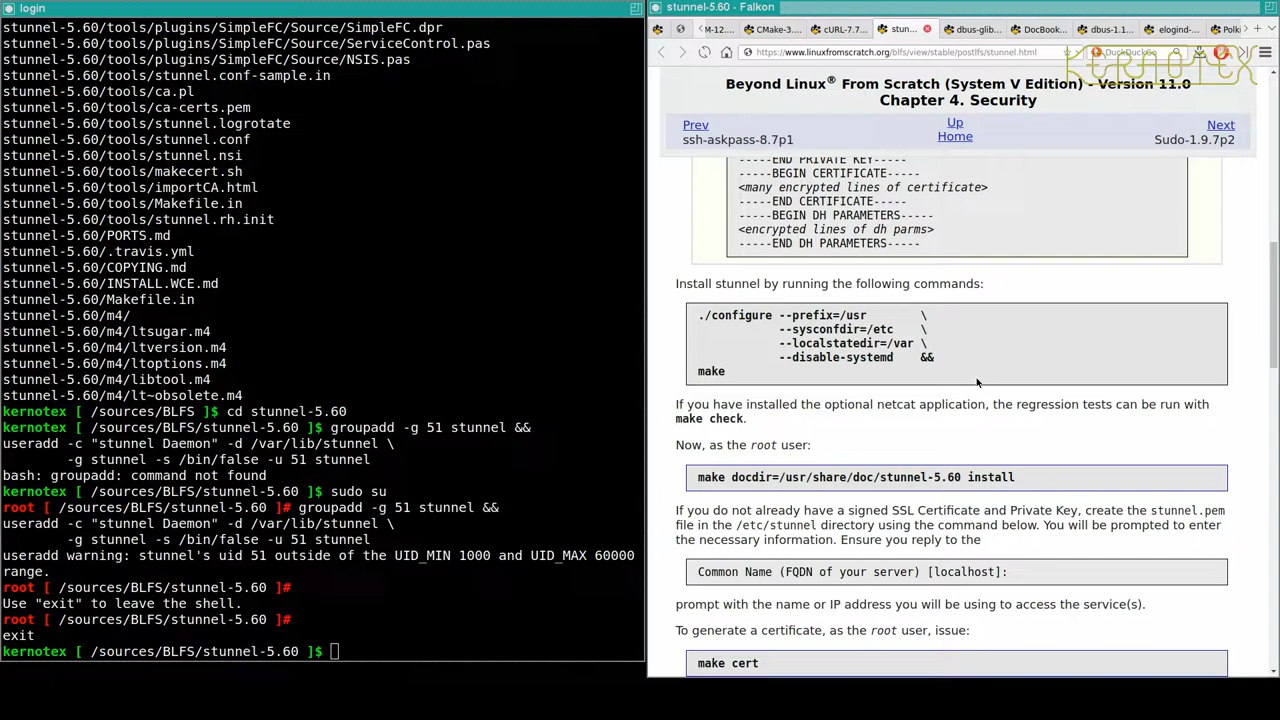 login
stunnel-5.60/tools/plugins/SimpleFC/Source/SimpleFC.dpr
stunnel-5.60/tools/plugins/SimpleFC/Source/ServiceControl.pas
stunnel-5.60/tools/plugins/SimpleFC/Source/NSIS.pas
stunnel-5.60/tools/stunnel.conf-sample.in
stunnel-5.60/tools/ca.pl
stunnel-5.60/tools/ca-certs.pem
stunnel-5.60/tools/stunnel.logrotate
stunnel-5.60/tools/stunnel.conf
stunnel-5.60/tools/stunnel.nsi
stunnel-5.60/tools/makecert.sh
stunnel-5.60/tools/importCA.html
stunnel-5.60/tools/Makefile.in
stunnel-5.60/tools/stunnel.rh.init
stunnel-5.60/PORTS.md
stunnel-5.60/.travis.yml
stunnel-5.60/COPYING.md
stunnel-5.60/INSTALL.WCE.md
stunnel-5.60/Makefile.in
stunnel-5.60/m4/
stunnel-5.60/m4/ltsugar.m4
stunnel-5.60/m4/ltversion.m4
stunnel-5.60/m4/ltoptions.m4
stunnel-5.60/m4/libtool.m4
stunnel-5.60/m4/lt~obsolete.m4
kernotex [ /sources/BLFS ]$ cd stunnel-5.60
kernotex [ /sources/BLFS/stunnel-5.60 ]$ groupadd -g 51 stunnel &&
useradd -c "stunnel Daemon" -d /var/lib/stunnel \
-g stunnel -s /bin/false -u 51 stunnel
bash: groupadd: command not found
kernotex [ /sources/BLFS/stunnel-5.60 ]$ sudo su
root [ /sources/BLFS/stunnel-5.60 ]# groupadd -g 51 stunnel &&
useradd -c "stunnel Daemon" -d /var/lib/stunnel \
-g stunnel -s /bin/false -u 51 stunnel
useradd warning: stunnel's uid 51 outside of the UID_MIN 1000 and UID_MAX 60000
range.
root [ /sources/BLFS/stunnel-5.60 ]#
Use "exit" to leave the shell.
root [ /sources/BLFS/stunnel-5.60 ]#
exit
kernotex [ /sources/BLFS/stunnel-5.60 ]$
stunnel-5.60 - Falkon
M-12.... CMake-3.... cURL-7.7... stun... dbus-glib... DocBook... dbus-1.1... elogind-... Polki
https://www.linuxfromscratch.org/blfs/view/stable/postlfs/stunnel.html DuckDuckGo
KERNOTEX
Beyond Linux® From Scratch (System V Edition) - Version 11.0
Chapter 4. Security
Prev Up Next
ssh-askpass-8.7p1 Home Sudo-1.9.7p2
-----END PRIVATE KEY-----
-----BEGIN CERTIFICATE-----
<many encrypted lines of certificate>
-----END CERTIFICATE-----
-----BEGIN DH PARAMETERS-----
<encrypted lines of dh parms>
-----END DH PARAMETERS-----
Install stunnel by running the following commands:
./configure --prefix=/usr \
--sysconfdir=/etc \
--localstatedir=/var \
--disable-systemd &&
make
If you have installed the optional netcat application, the regression tests can be run with
make check.
Now, as the root user:
make docdir=/usr/share/doc/stunnel-5.60 install
If you do not already have a signed SSL Certificate and Private Key, create the stunnel.pem
file in the /etc/stunnel directory using the command below. You will be prompted to enter
the necessary information. Ensure you reply to the
Common Name (FQDN of your server) [localhost]:
prompt with the name or IP address you will be using to access the service(s).
To generate a certificate, as the root user, issue:
make cert